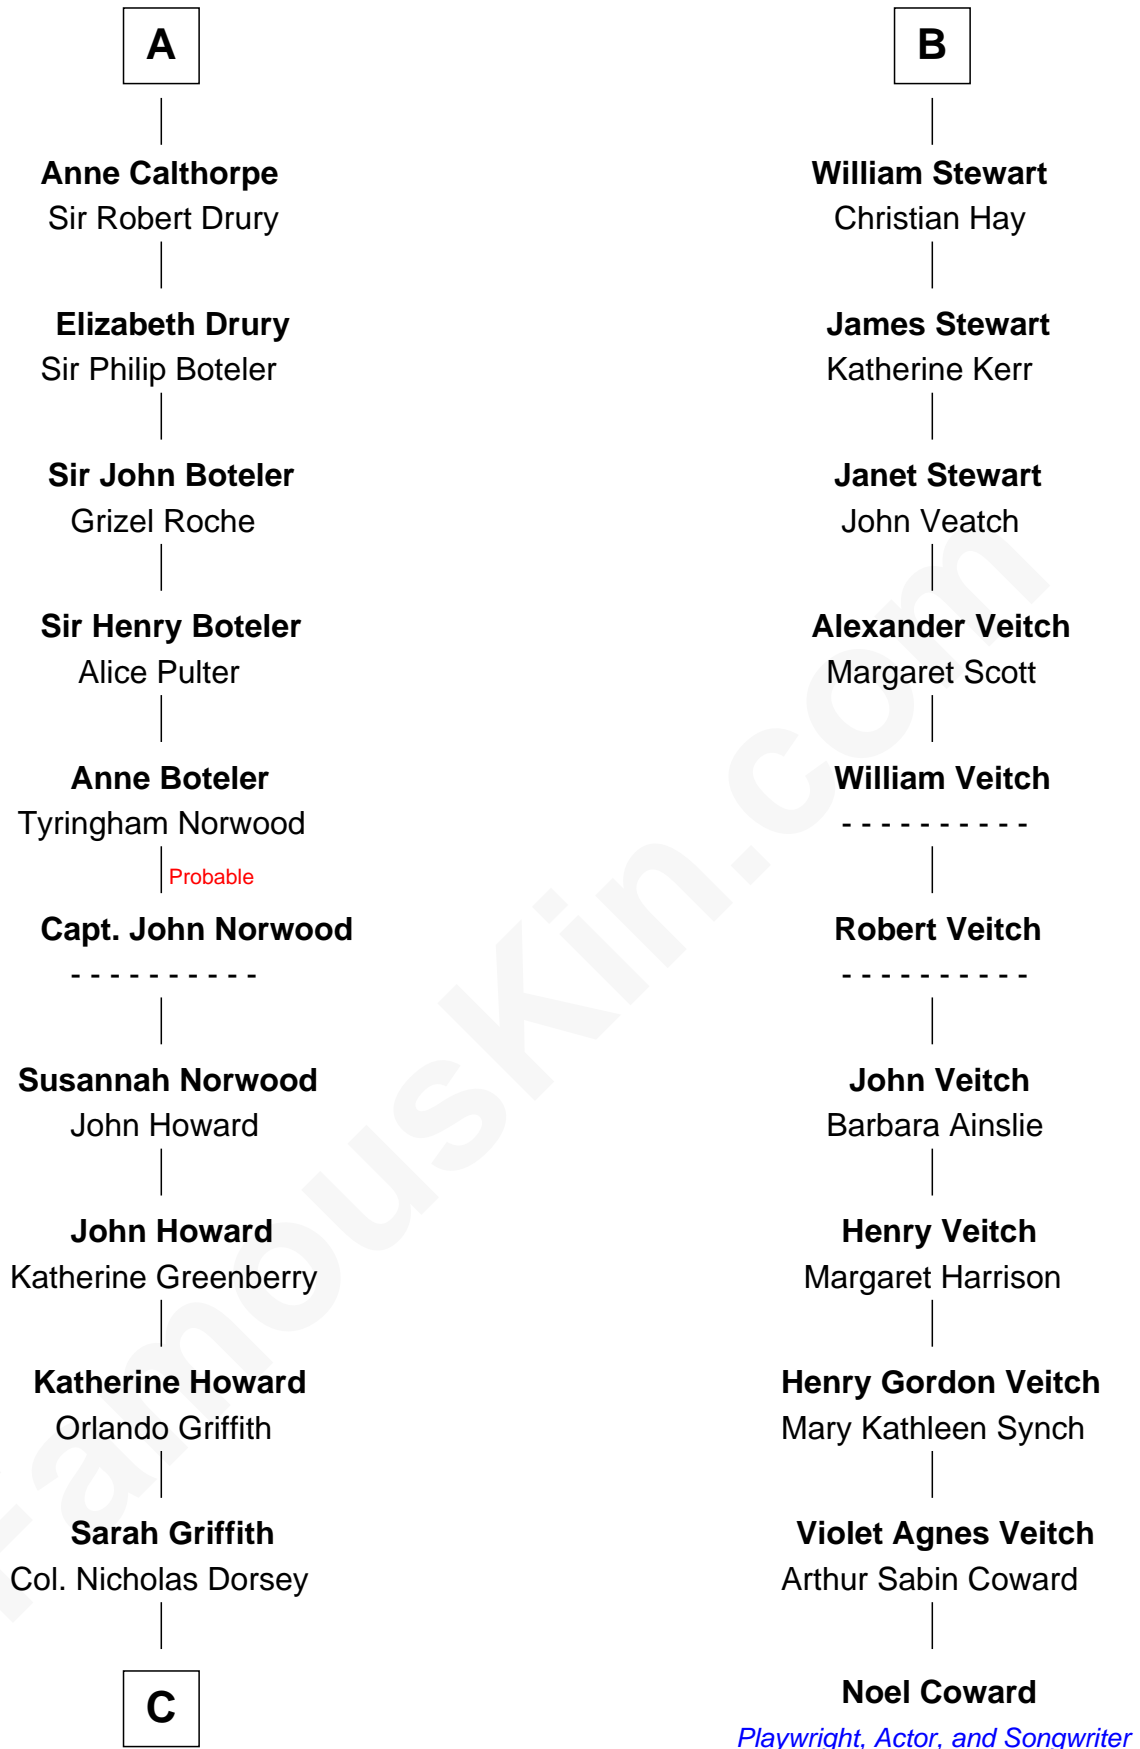 A
Anne Calthorpe
Sir Robert Drury
Elizabeth Drury
Sir Philip Boteler
Sir John Boteler
Grizel Roche
Sir Henry Boteler
Alice Pulter
Anne Boteler
Tyringham Norwood
Probable
Capt. John Norwood
- - - - - - - - - -
Susannah Norwood
John Howard
John Howard
Katherine Greenberry
Katherine Howard
Orlando Griffith
Sarah Griffith
Col. Nicholas Dorsey
C
B
William Stewart
Christian Hay
James Stewart
Katherine Kerr
Janet Stewart
John Veatch
Alexander Veitch
Margaret Scott
William Veitch
- - - - - - - - - -
Robert Veitch
- - - - - - - - - -
John Veitch
Barbara Ainslie
Henry Veitch
Margaret Harrison
Henry Gordon Veitch
Mary Kathleen Synch
Violet Agnes Veitch
Arthur Sabin Coward
Noel Coward
Playwright, Actor, and Songwriter
FamousKin.com